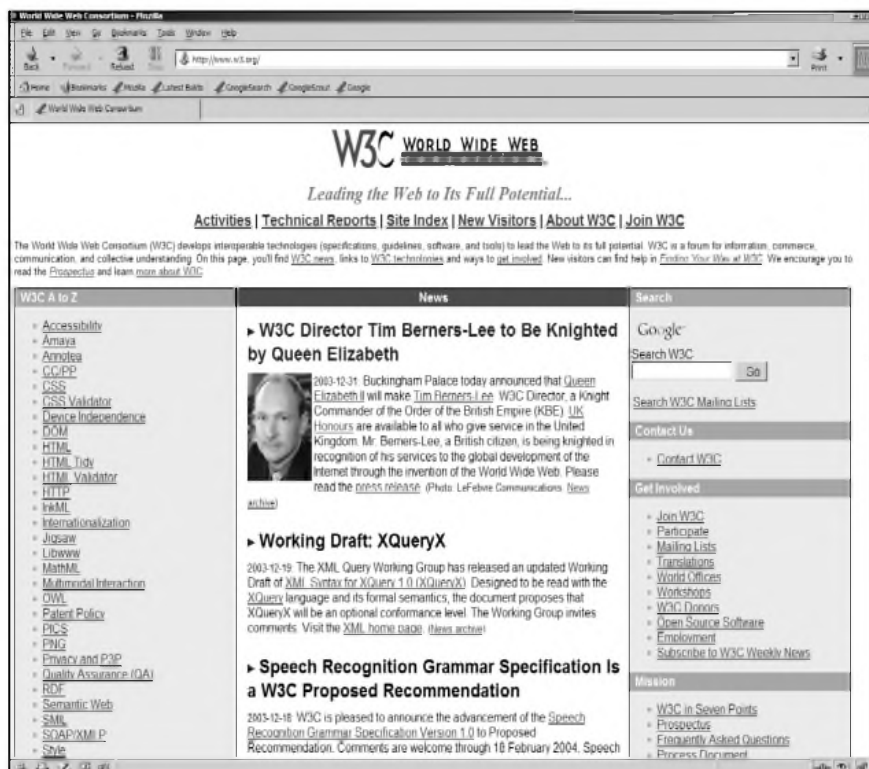 World Wide Web Consortium - Mozilla
File Edit View Go Bookmarks Tools Window Help
Back Forward Reload Stop http://www.w3.org/ Print
Home Bookmarks Mozilla Latest Builds GoogleSearch GoogleScout Google
World Wide Web Consortium
W3C WORLD WIDE WEB
Leading the Web to Its Full Potential...
Activities | Technical Reports | Site Index | New Visitors | About W3C | Join W3C
The World Wide Web Consortium (W3C) develops interoperable technologies (specifications, guidelines, software, and tools) to lead the Web to its full potential. W3C is a forum for information, commerce,
communication, and collective understanding. On this page, you'll find W3C news, links to W3C technologies and ways to get involved. New visitors can find help in Finding Your Way at W3C. We encourage you to
read the Prospectus and learn more about W3C.
W3C A to Z
Accessibility
Amaya
Annotea
CC/PP
CSS
CSS Validator
Device Independence
DOM
HTML
HTML Tidy
HTML Validator
HTTP
InkML
Internationalization
Jigsaw
Libwww
MathML
Multimodal Interaction
OWL
Patent Policy
PICS
PNG
Privacy and P3P
Quality Assurance (QA)
RDF
Semantic Web
SMIL
SOAP/XMLP
Style
News
W3C Director Tim Berners-Lee to Be Knighted
by Queen Elizabeth
2003-12-31: Buckingham Palace today announced that Queen
Elizabeth II will make Tim Berners-Lee, W3C Director, a Knight
Commander of the Order of the British Empire (KBE). UK
Honours are available to all who give service in the United
Kingdom. Mr. Berners-Lee, a British citizen, is being knighted in
recognition of his services to the global development of the
Internet through the invention of the World Wide Web. Please
read the press release. (Photo: LeFebvre Communications. News
archive)
Working Draft: XQueryX
2003-12-19: The XML Query Working Group has released an updated Working
Draft of XML Syntax for XQuery 1.0 (XQueryX). Designed to be read with the
XQuery language and its formal semantics, the document proposes that
XQueryX will be an optional conformance level. The Working Group invites
comments. Visit the XML home page. (News archive)
Speech Recognition Grammar Specification Is
a W3C Proposed Recommendation
2003-12-18: W3C is pleased to announce the advancement of the Speech
Recognition Grammar Specification Version 1.0 to Proposed
Recommendation. Comments are welcome through 18 February 2004. Speech
Search
Google
Search W3C
Go
Search W3C Mailing Lists
Contact Us
Contact W3C
Get Involved
Join W3C
Participate
Mailing Lists
Translations
World Offices
Workshops
W3C Donors
Open Source Software
Employment
Subscribe to W3C Weekly News
Mission
W3C in Seven Points
Prospectus
Frequently Asked Questions
Process Document